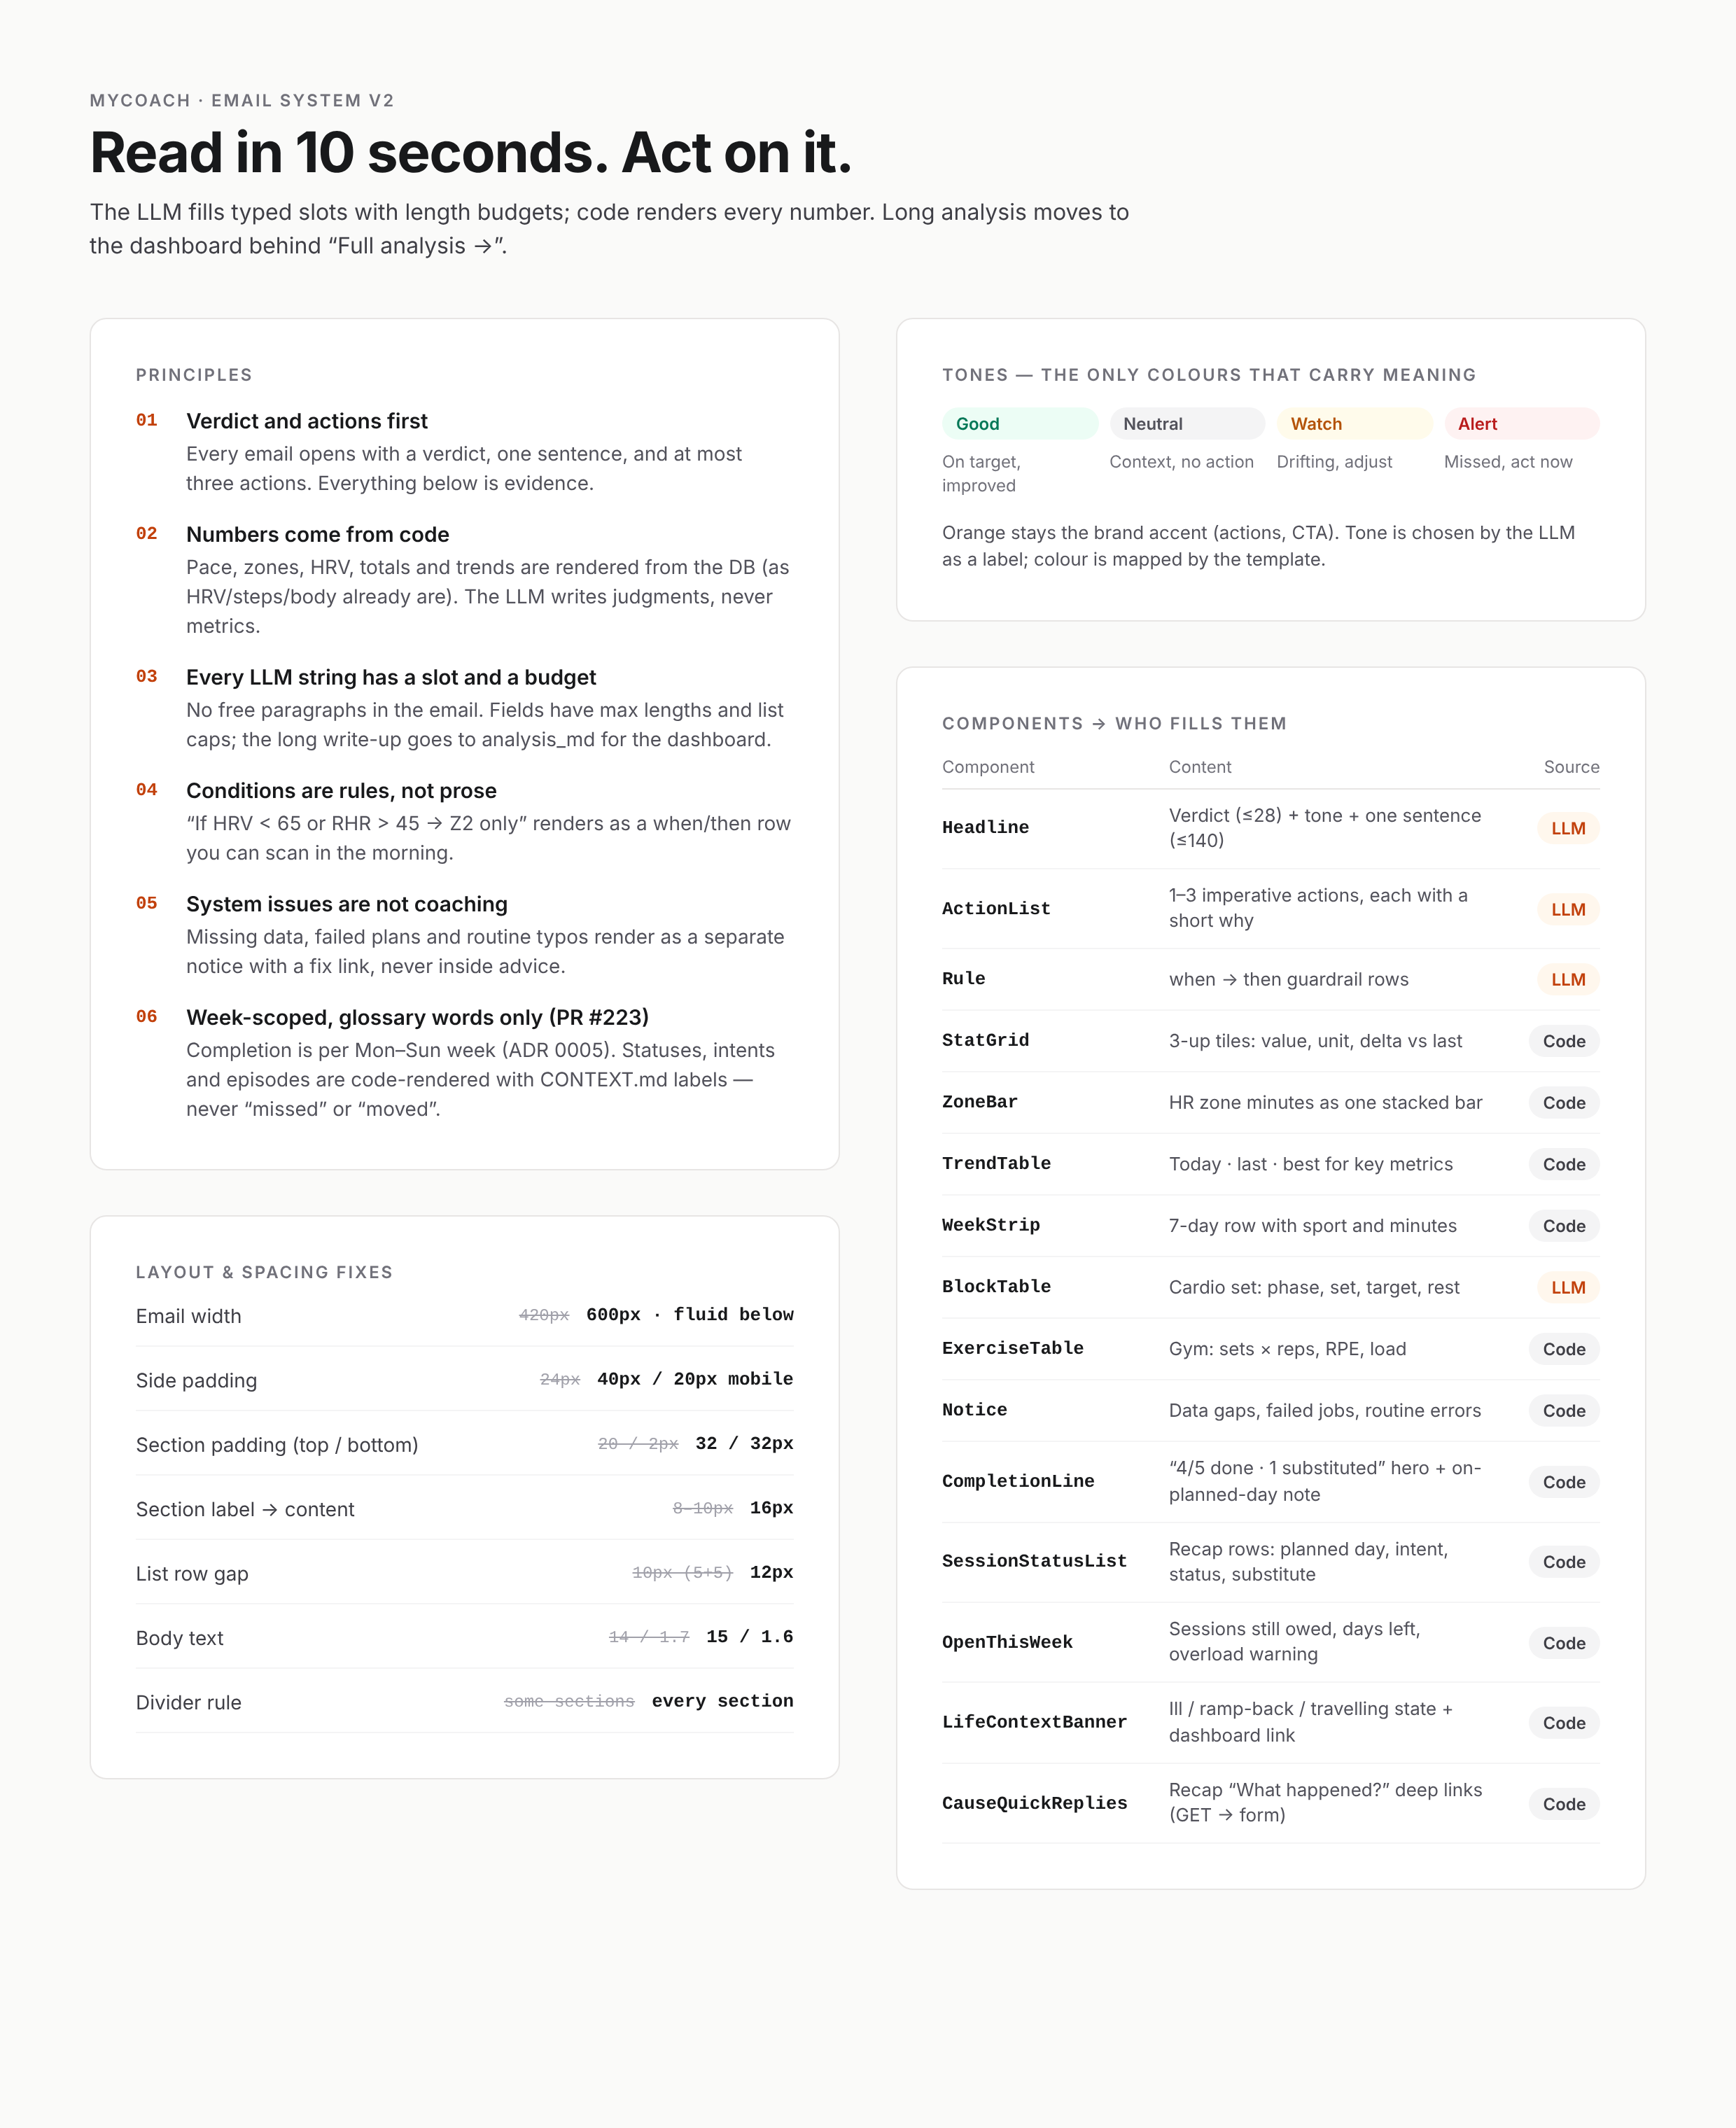 MYCOACH · EMAIL SYSTEM V2
Read in 10 seconds. Act on it.
The LLM fills typed slots with length budgets; code renders every number. Long analysis moves to
the dashboard behind “Full analysis →”.
PRINCIPLES
01 Verdict and actions first
Every email opens with a verdict, one sentence, and at most
three actions. Everything below is evidence.
02 Numbers come from code
Pace, zones, HRV, totals and trends are rendered from the DB (as
HRV/steps/body already are). The LLM writes judgments, never
metrics.
03 Every LLM string has a slot and a budget
No free paragraphs in the email. Fields have max lengths and list
caps; the long write-up goes to analysis_md for the dashboard.
04 Conditions are rules, not prose
“If HRV < 65 or RHR > 45 → Z2 only” renders as a when/then row
you can scan in the morning.
05 System issues are not coaching
Missing data, failed plans and routine typos render as a separate
notice with a fix link, never inside advice.
06 Week-scoped, glossary words only (PR #223)
Completion is per Mon–Sun week (ADR 0005). Statuses, intents
and episodes are code-rendered with CONTEXT.md labels —
never “missed” or “moved”.
LAYOUT & SPACING FIXES
Email width 420px 600px · fluid below
Side padding 24px 40px / 20px mobile
Section padding (top / bottom) 20 / 2px 32 / 32px
Section label → content 8–10px 16px
List row gap 10px (5+5) 12px
Body text 14 / 1.7 15 / 1.6
Divider rule some sections every section
TONES — THE ONLY COLOURS THAT CARRY MEANING
Good Neutral Watch Alert
On target, Context, no action Drifting, adjust Missed, act now
improved
Orange stays the brand accent (actions, CTA). Tone is chosen by the LLM
as a label; colour is mapped by the template.
COMPONENTS → WHO FILLS THEM
Component Content Source
Headline Verdict (≤28) + tone + one sentence LLM
(≤140)
ActionList 1–3 imperative actions, each with a LLM
short why
Rule when → then guardrail rows LLM
StatGrid 3-up tiles: value, unit, delta vs last Code
ZoneBar HR zone minutes as one stacked bar Code
TrendTable Today · last · best for key metrics Code
WeekStrip 7-day row with sport and minutes Code
BlockTable Cardio set: phase, set, target, rest LLM
ExerciseTable Gym: sets × reps, RPE, load Code
Notice Data gaps, failed jobs, routine errors Code
CompletionLine “4/5 done · 1 substituted” hero + on- Code
planned-day note
SessionStatusList Recap rows: planned day, intent, Code
status, substitute
OpenThisWeek Sessions still owed, days left, Code
overload warning
LifeContextBanner Ill / ramp-back / travelling state + Code
dashboard link
CauseQuickReplies Recap “What happened?” deep links Code
(GET → form)